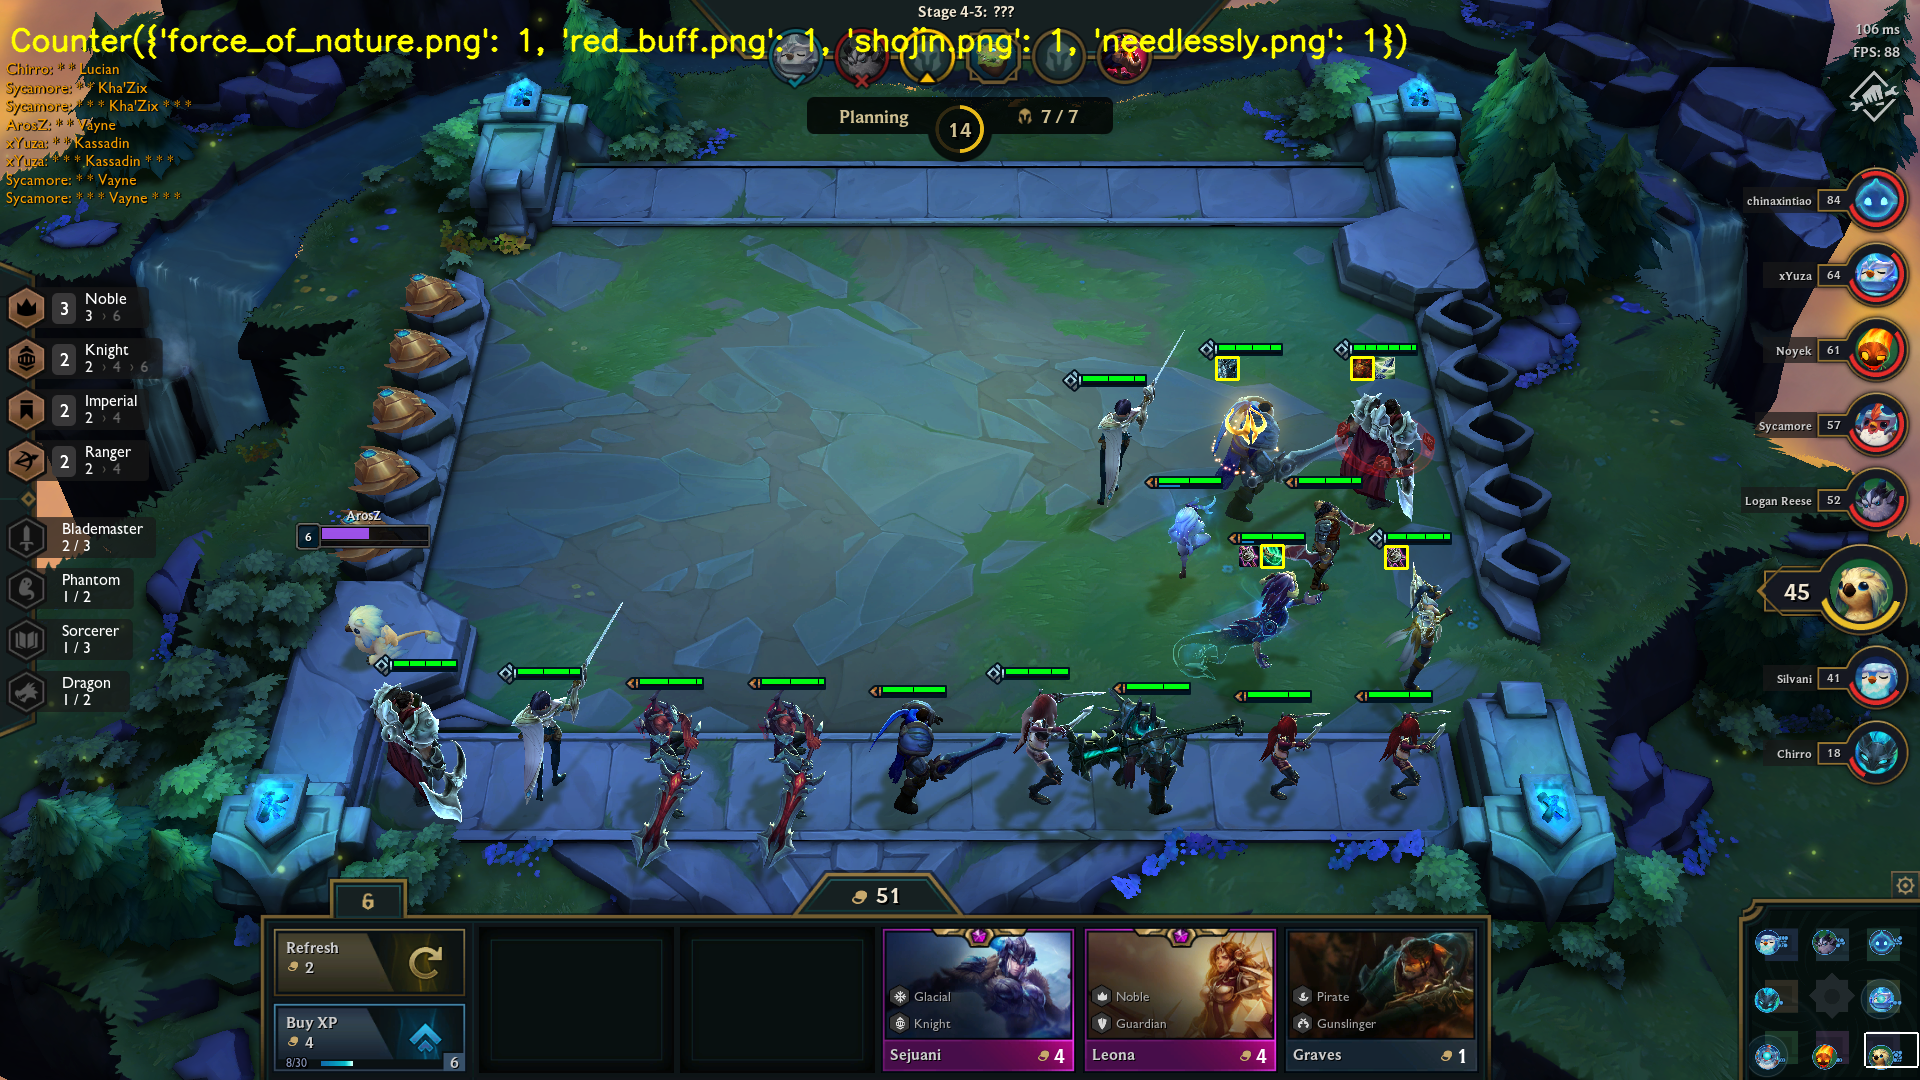 Stage 4-3: ???
Counter({'force_of_nature.png': 1, 'red_buff.png': 1, 'shojin.png': 1, 'needlessly.png': 1})
106 ms
FPS: 88
Chirro: * * Lucian
Sycamore: * * Kha'Zix
Sycamore: * * * Kha'Zix * * *
ArosZ: * * Vayne
xYuza: * * Kassadin
xYuza: * * * Kassadin * * *
Sycamore: * * Vayne
Sycamore: * * * Vayne * * *
Planning
14
7 / 7
chinaxintiao 84
xYuza 64
Noyek 61
Sycamore 57
Logan Reese 52
45
Silvani 41
Chirro 18
3 Noble
3 › 6
2 Knight
2 › 4 › 6
2 Imperial
2 › 4
2 Ranger
2 › 4
Blademaster
2 / 3
Phantom
1 / 2
Sorcerer
1 / 3
Dragon
1 / 2
ArosZ
6
6
51
Refresh
2
Buy XP
4
8/30
6
Glacial
Knight
Sejuani 4
Noble
Guardian
Leona 4
Pirate
Gunslinger
Graves 1